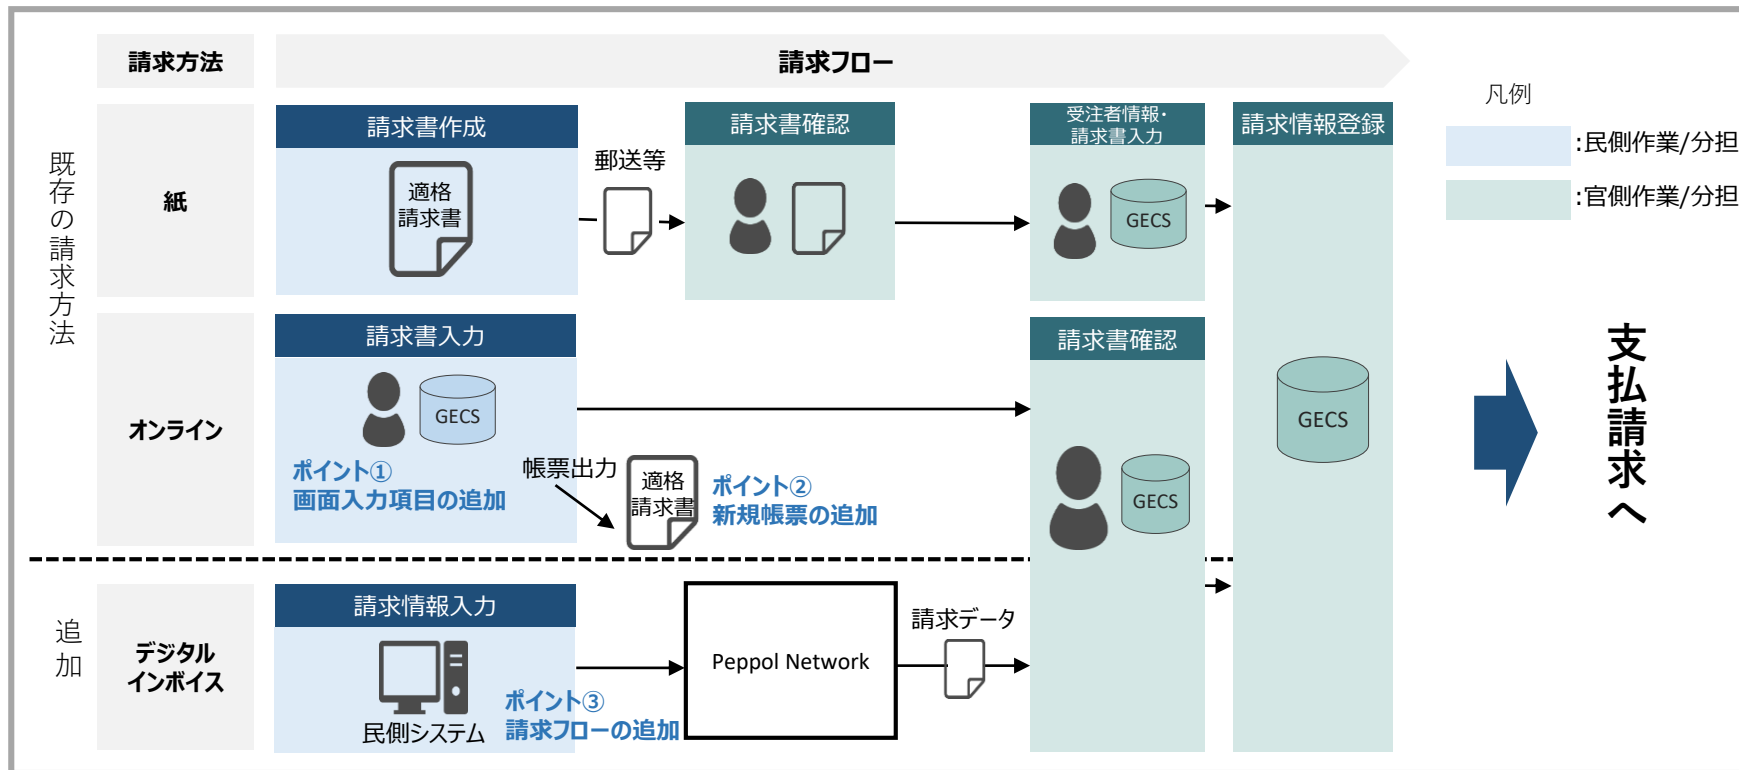 請求方法
請求フロー
凡例
:民側作業/分担
:官側作業/分担
既存の請求方法
紙
請求書作成
適格
請求書
郵送等
請求書確認
受注者情報・
請求書入力
GECS
請求情報登録
GECS
オンライン
請求書入力
GECS
ポイント①
画面入力項目の追加
帳票出力
適格
請求書
ポイント②
新規帳票の追加
請求書確認
GECS
支払請求へ
追加
デジタル
インボイス
請求情報入力
民側システム
ポイント③
請求フローの追加
Peppol Network
請求データ